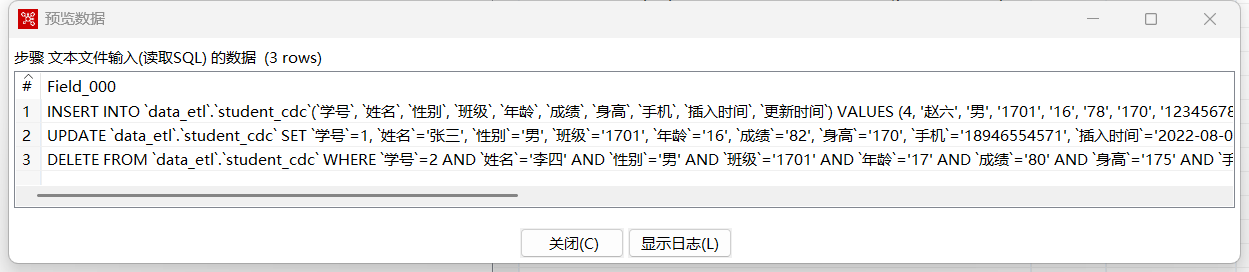 预览数据
步骤 文本文件输入(读取SQL) 的数据  (3 rows)
# Field_000
1 INSERT INTO `data_etl`.`student_cdc`(`学号`, `姓名`, `性别`, `班级`, `年龄`, `成绩`, `身高`, `手机`, `插入时间`, `更新时间`) VALUES (4, '赵六', '男', '1701', '16', '78', '170', '12345678
2 UPDATE `data_etl`.`student_cdc` SET `学号`=1, `姓名`='张三', `性别`='男', `班级`='1701', `年龄`='16', `成绩`='82', `身高`='170', `手机`='18946554571', `插入时间`='2022-08-0
3 DELETE FROM `data_etl`.`student_cdc` WHERE `学号`=2 AND `姓名`='李四' AND `性别`='男' AND `班级`='1701' AND `年龄`='17' AND `成绩`='80' AND `身高`='175' AND `手
关闭(C) 显示日志(L)